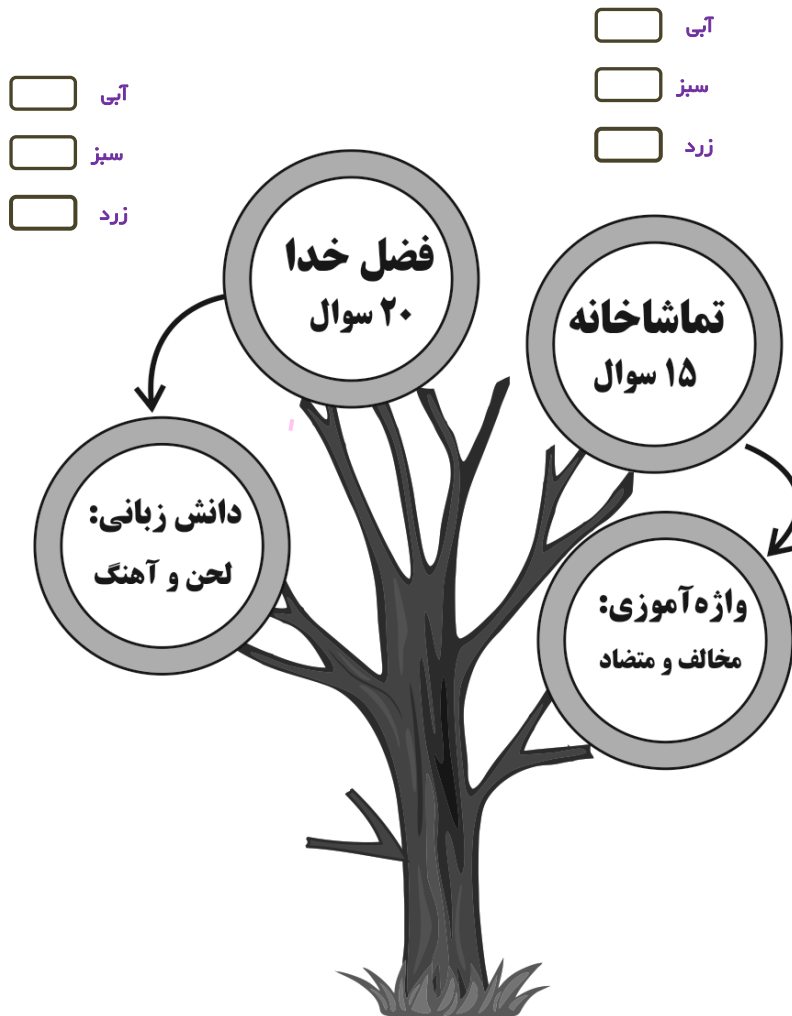 آبی
سبز
زرد
آبی
سبز
زرد
تماشاخانه
۱۵ سوال
فضل خدا
۲۰ سوال
واژه‌آموزی:
مخالف و متضاد
دانش زبانی:
لحن و آهنگ